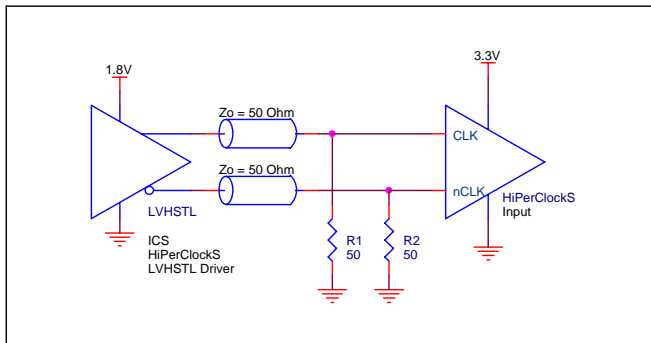 1.8V
3.3V
Zo = 50 Ohm
CLK
Zo = 50 Ohm
nCLK
HiPerClockS
Input
LVHSTL
ICS
HiPerClockS
LVHSTL Driver
R1
50
R2
50